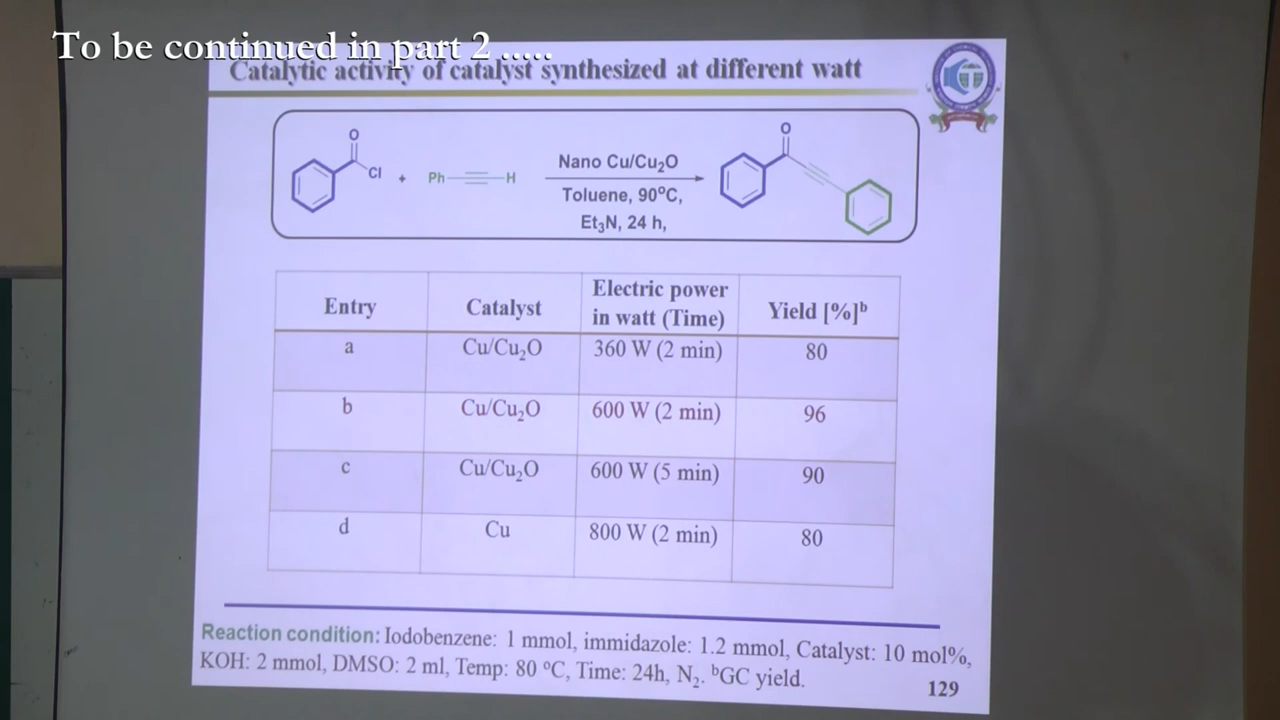 To be continued in part 2 .....
Catalytic activity of catalyst synthesized at different watt
O
Cl
+
Ph
H
Nano Cu/Cu₂O
Toluene, 90°C,
Et₃N, 24 h,
O
Entry Catalyst Electric power in watt (Time) Yield [%]ᵇ
a Cu/Cu₂O 360 W (2 min) 80
b Cu/Cu₂O 600 W (2 min) 96
c Cu/Cu₂O 600 W (5 min) 90
d Cu 800 W (2 min) 80
Reaction condition: Iodobenzene: 1 mmol, immidazole: 1.2 mmol, Catalyst: 10 mol%,
KOH: 2 mmol, DMSO: 2 ml, Temp: 80 °C, Time: 24h, N₂. ᵇGC yield.
129